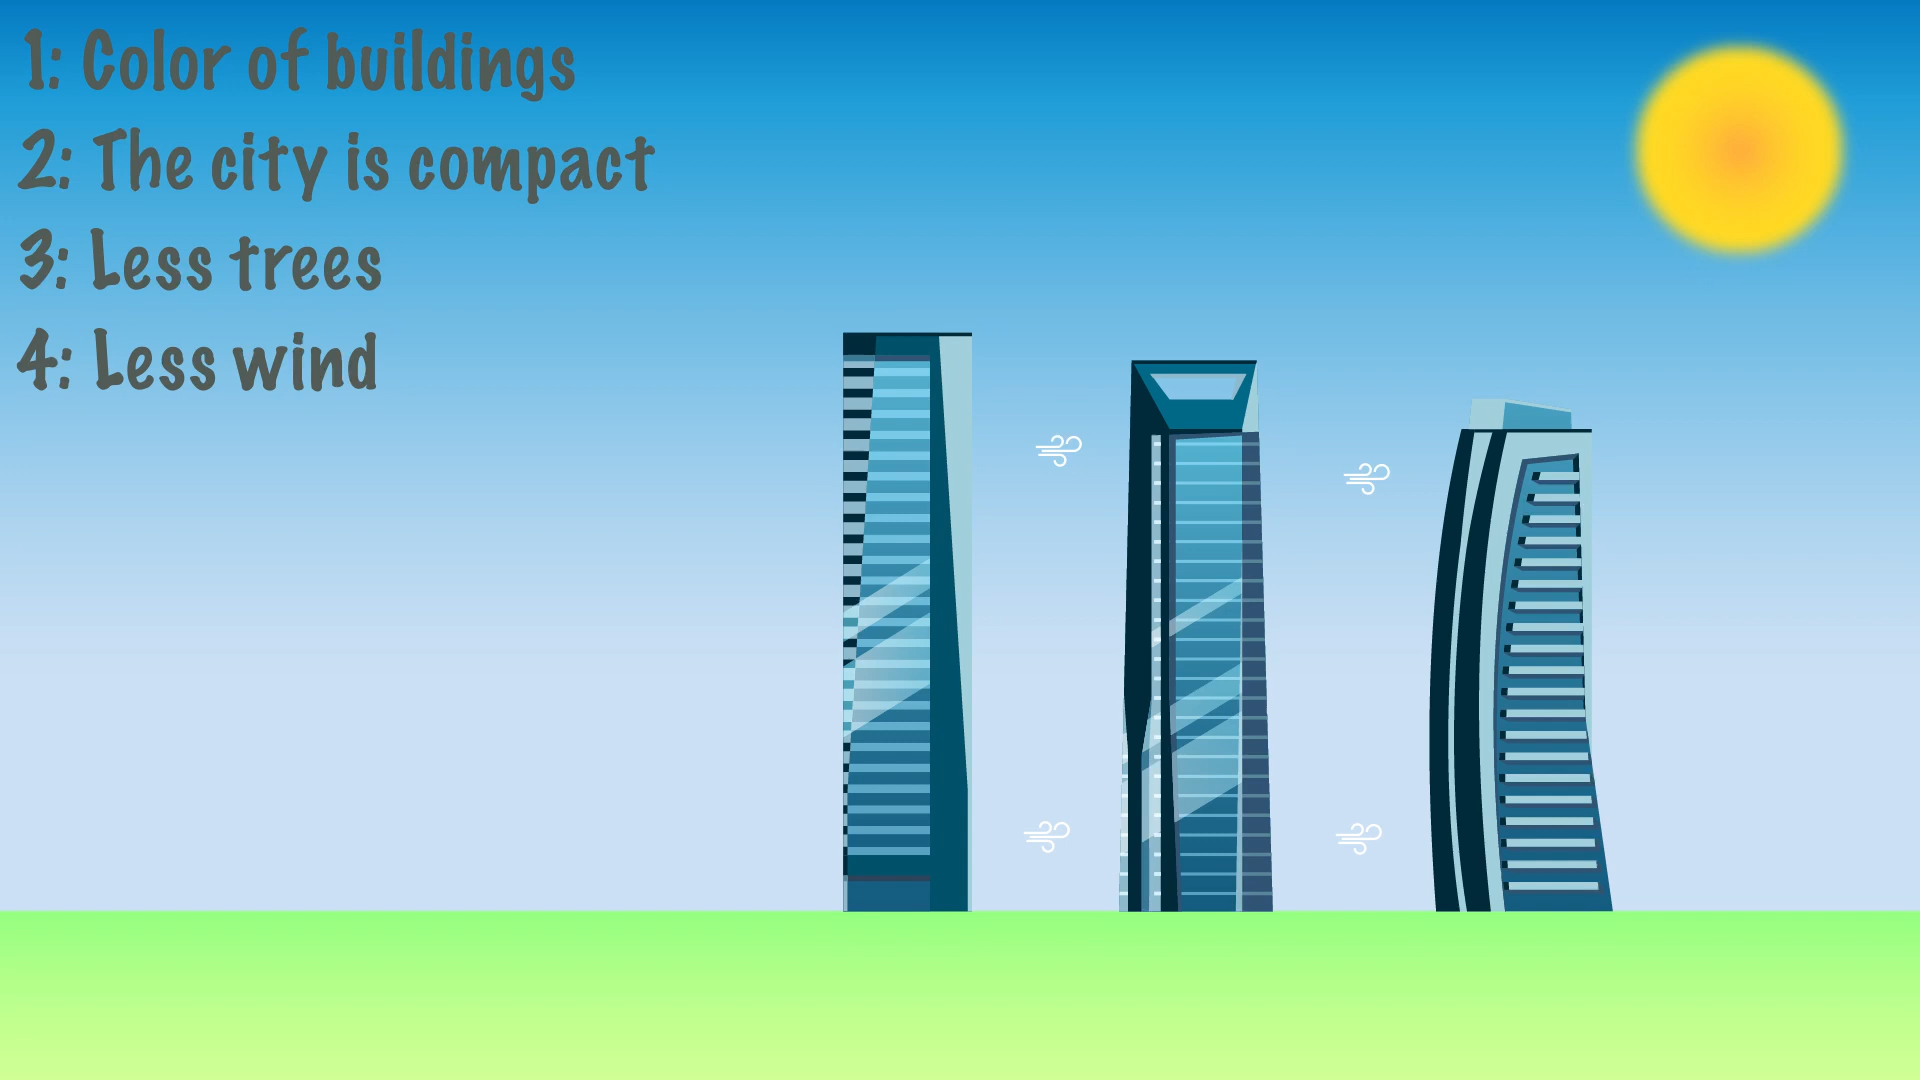 1: Color of buildings
2: The city is compact
3: Less trees
4: Less wind